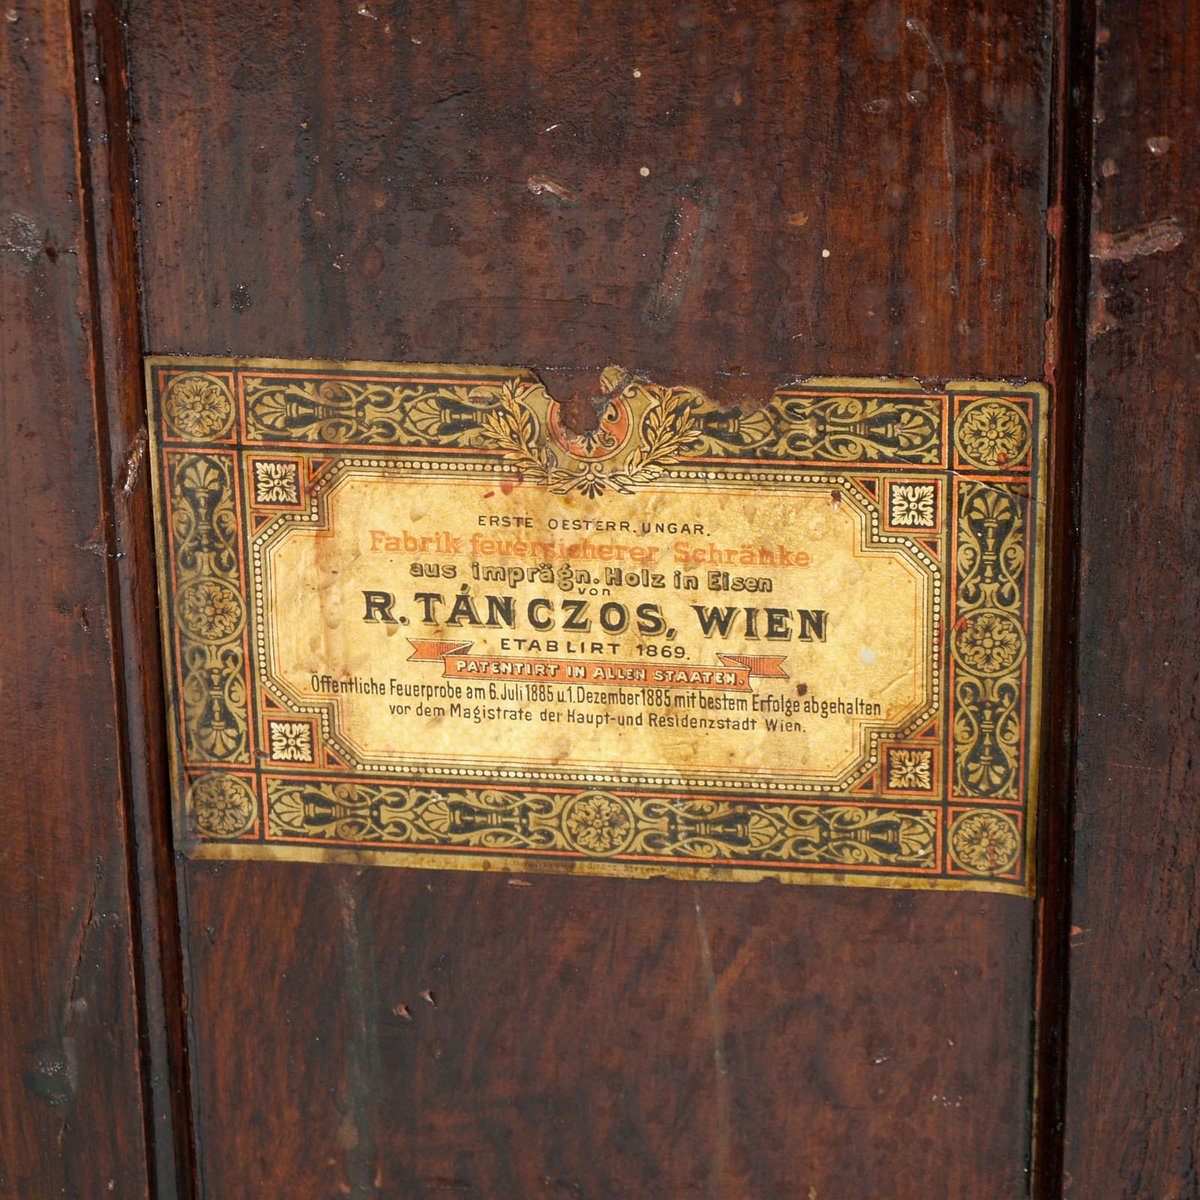 ERSTE OESTERR. UNGAR.
Fabrik feuersicherer Schränke
aus imprägn. Holz in Eisen
von
R. TÁNCZOS, WIEN
ETABLIRT 1869.
PATENTIRT IN ALLEN STAATEN.
Öffentliche Feuerprobe am 6. Juli 1885 u. 1. Dezember 1885 mit bestem Erfolge abgehalten
vor dem Magistrate der Haupt- und Residenzstadt Wien.